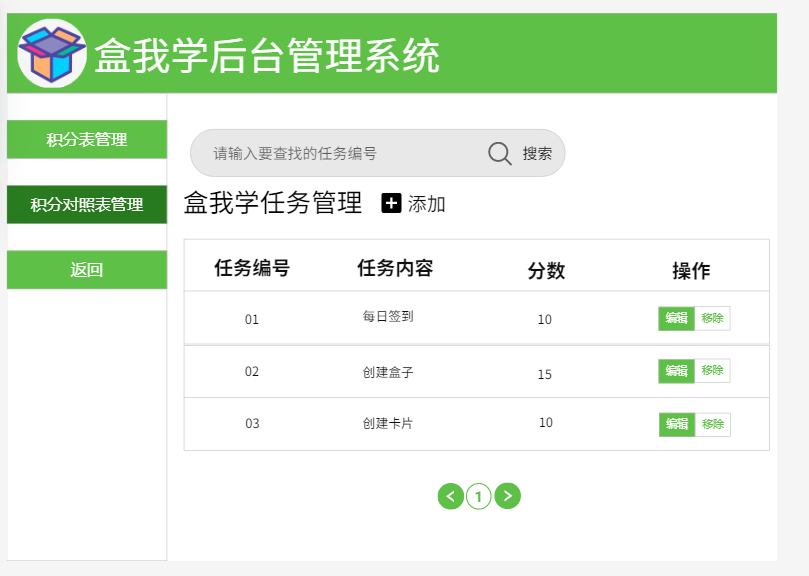 盒我学后台管理系统
积分表管理
积分对照表管理
返回
请输入要查找的任务编号 搜索
盒我学任务管理 添加
任务编号 任务内容 分数 操作
01 每日签到 10 编辑 移除
02 创建盒子 15 编辑 移除
03 创建卡片 10 编辑 移除
< 1 >